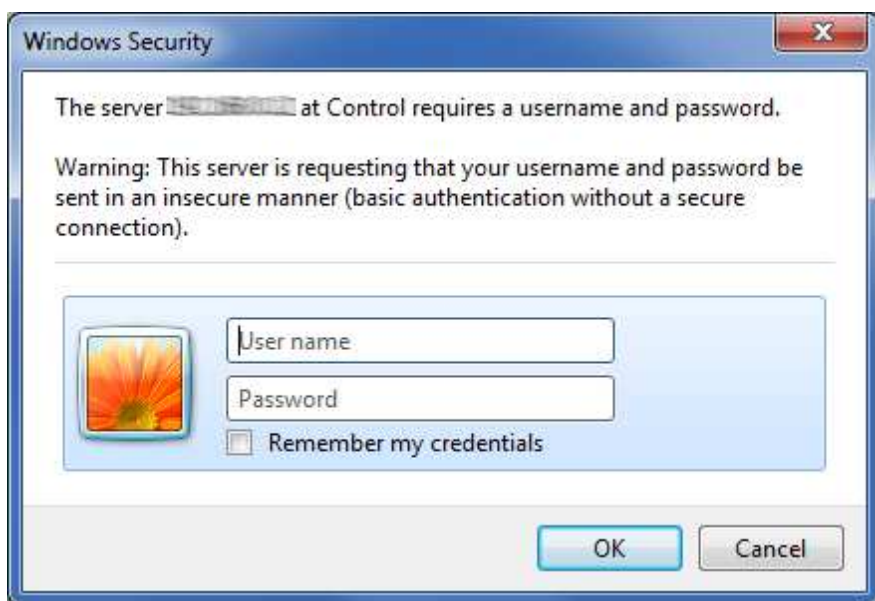 Windows Security
The server at Control requires a username and password.
Warning: This server is requesting that your username and password be
sent in an insecure manner (basic authentication without a secure
connection).
User name
Password
Remember my credentials
OK
Cancel